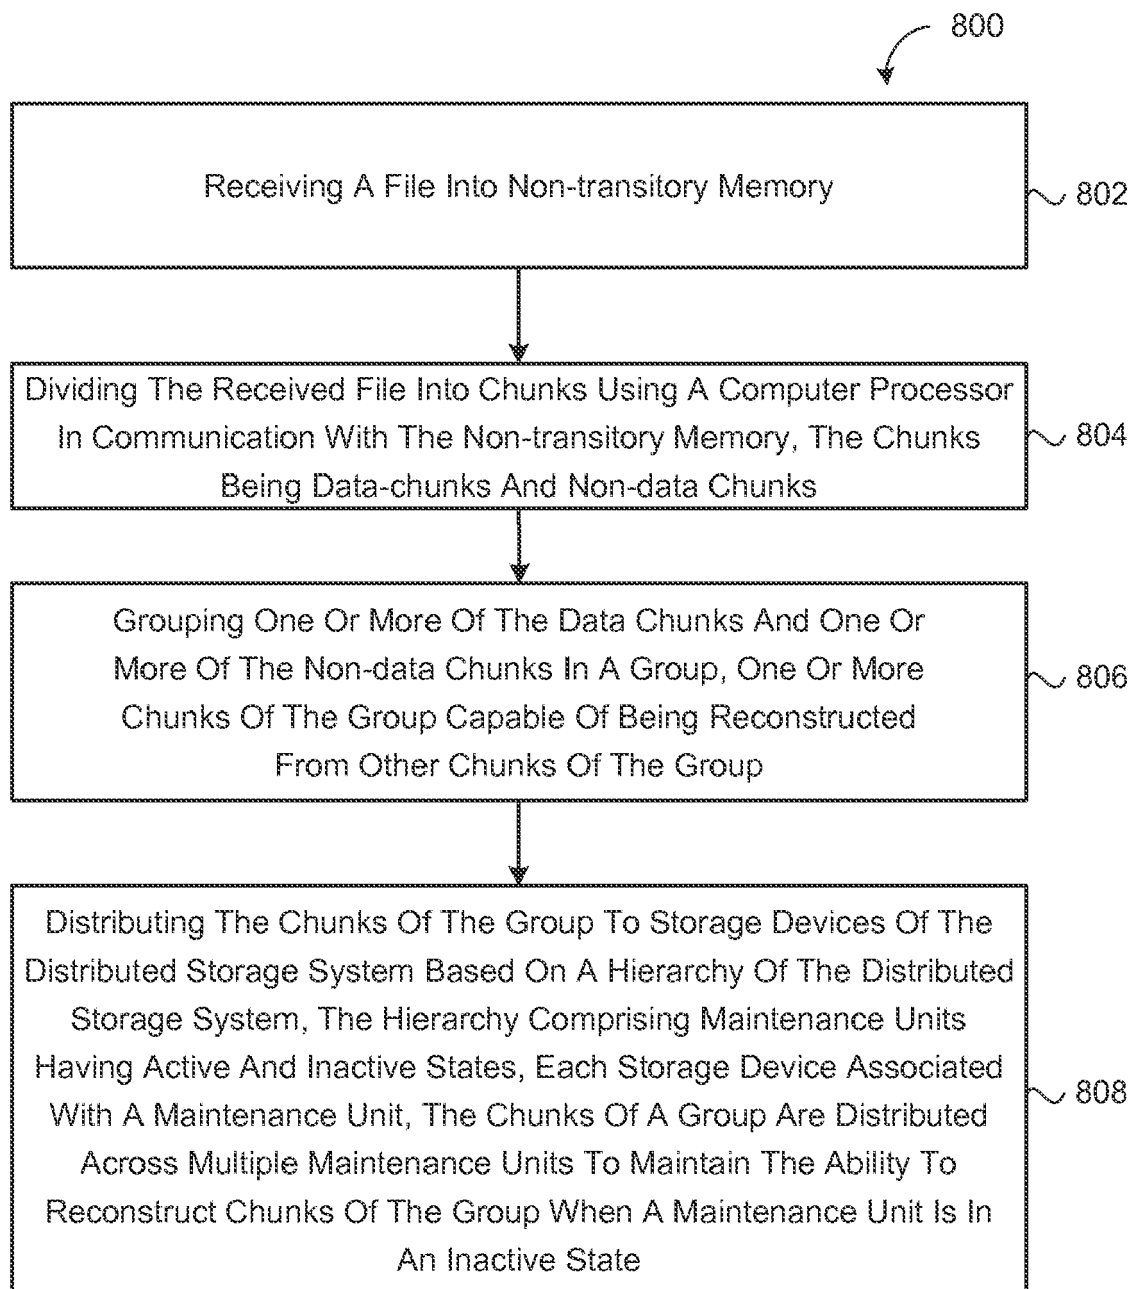 800
Receiving A File Into Non-transitory Memory
802
Dividing The Received File Into Chunks Using A Computer Processor
In Communication With The Non-transitory Memory, The Chunks
Being Data-chunks And Non-data Chunks
804
Grouping One Or More Of The Data Chunks And One Or
More Of The Non-data Chunks In A Group, One Or More
Chunks Of The Group Capable Of Being Reconstructed
From Other Chunks Of The Group
806
Distributing The Chunks Of The Group To Storage Devices Of The
Distributed Storage System Based On A Hierarchy Of The Distributed
Storage System, The Hierarchy Comprising Maintenance Units
Having Active And Inactive States, Each Storage Device Associated
With A Maintenance Unit, The Chunks Of A Group Are Distributed
Across Multiple Maintenance Units To Maintain The Ability To
Reconstruct Chunks Of The Group When A Maintenance Unit Is In
An Inactive State
808